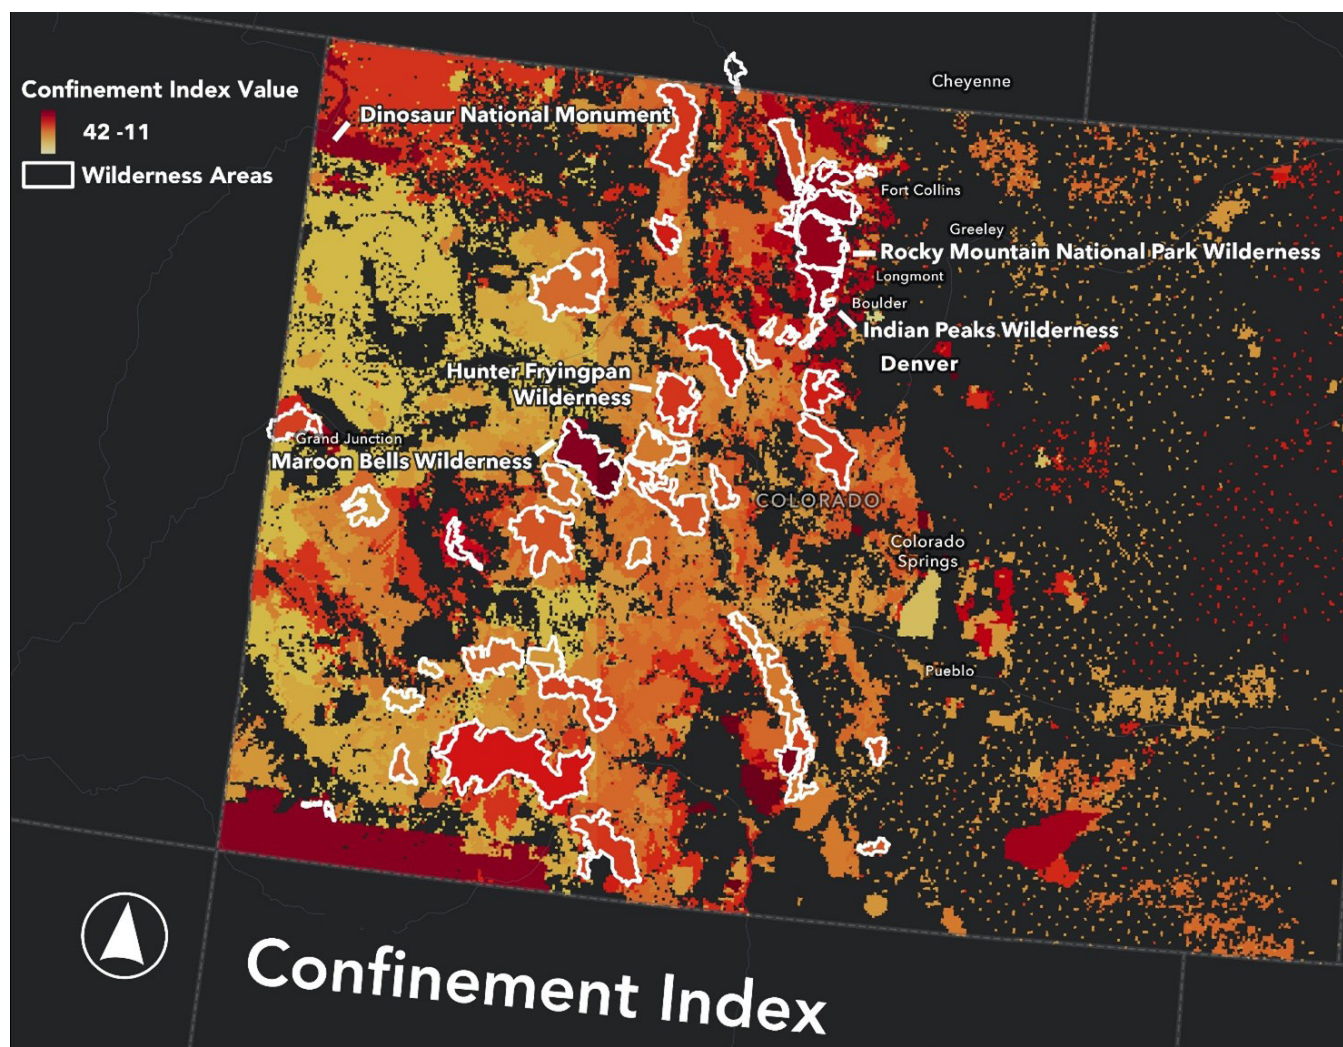 Cheyenne
Confinement Index Value
42 -11
Wilderness Areas
Dinosaur National Monument
Fort Collins
Greeley
Rocky Mountain National Park Wilderness
Longmont
Boulder
Indian Peaks Wilderness
Denver
Hunter Fryingpan
Wilderness
Grand Junction
Maroon Bells Wilderness
COLORADO
Colorado
Springs
Pueblo
Confinement Index